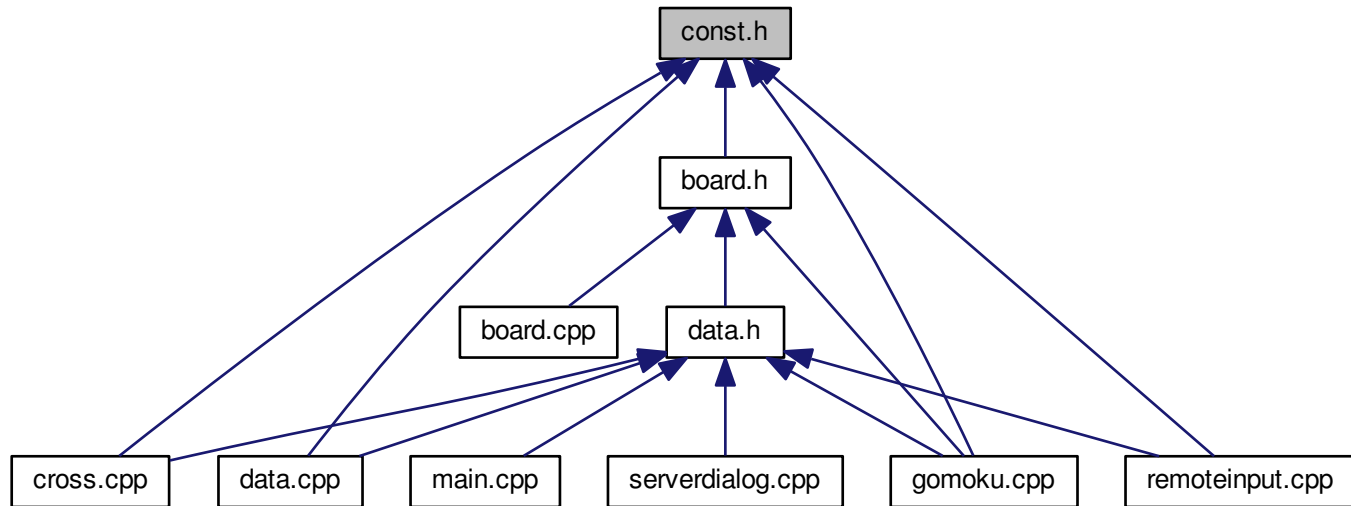 const.h
board.h
board.cpp
data.h
cross.cpp
data.cpp
main.cpp
serverdialog.cpp
gomoku.cpp
remoteinput.cpp